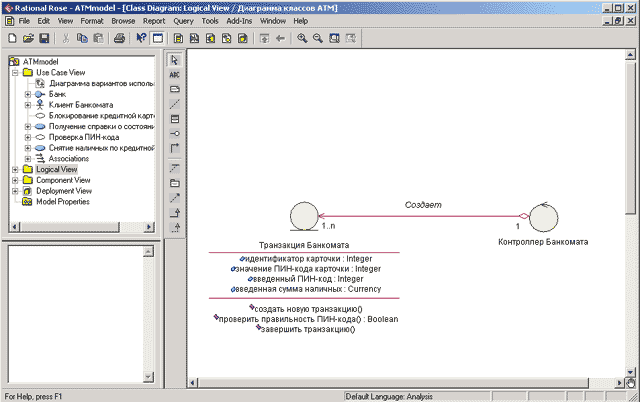 Rational Rose - ATMmodel - [Class Diagram: Logical View / Диаграмма классов ATM]
File Edit View Format Browse Report Query Tools Add-Ins Window Help
ATMmodel
Use Case View
Диаграмма вариантов исполь
Банк
Клиент Банкомата
Блокирование кредитной карто
Получение справки о состояни
Проверка ПИН-кода
Снятие наличных по кредитной
Associations
Logical View
Component View
Deployment View
Model Properties
ABC
Создает
1..n
1
Транзакция Банкомата
Контроллер Банкомата
идентификатор карточки : Integer
значение ПИН-кода карточки : Integer
введенный ПИН-код : Integer
введенная сумма наличных : Currency
создать новую транзакцию()
проверить правильность ПИН-кода() : Boolean
завершить транзакцию()
For Help, press F1
Default Language: Analysis